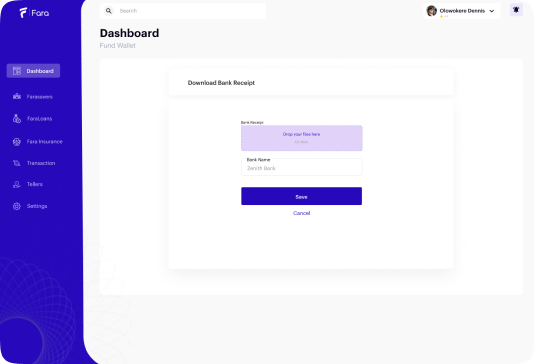 Fara
Search
Olowokere Dennis
Dashboard
Fund Wallet
Dashboard
Farasavers
FaraLoans
Fara Insurance
Transaction
Tellers
Settings
Download Bank Receipt
Bank Receipt
Drop your files here
Bank Name
Zenith Bank
Save
Cancel